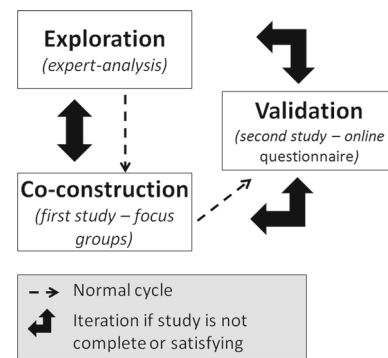 Exploration
(expert-analysis)
Validation
(second study – online
questionnaire)
Co-construction
(first study – focus
groups)
Normal cycle
Iteration if study is not
complete or satisfying